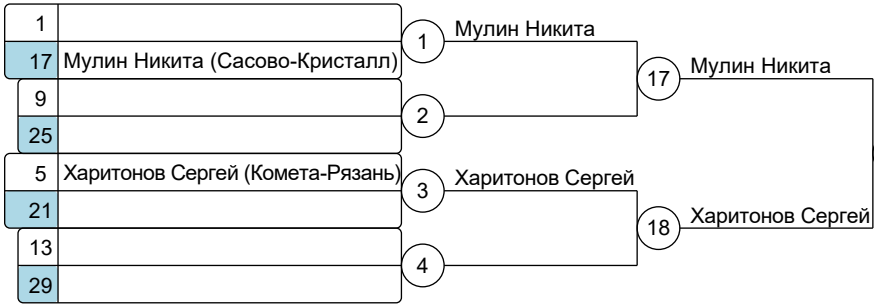 1
17 Мулин Никита (Сасово-Кристалл)
1
Мулин Никита
9
25
2
17
Мулин Никита
5 Харитонов Сергей (Комета-Рязань)
21
3
Харитонов Сергей
13
29
4
18
Харитонов Сергей